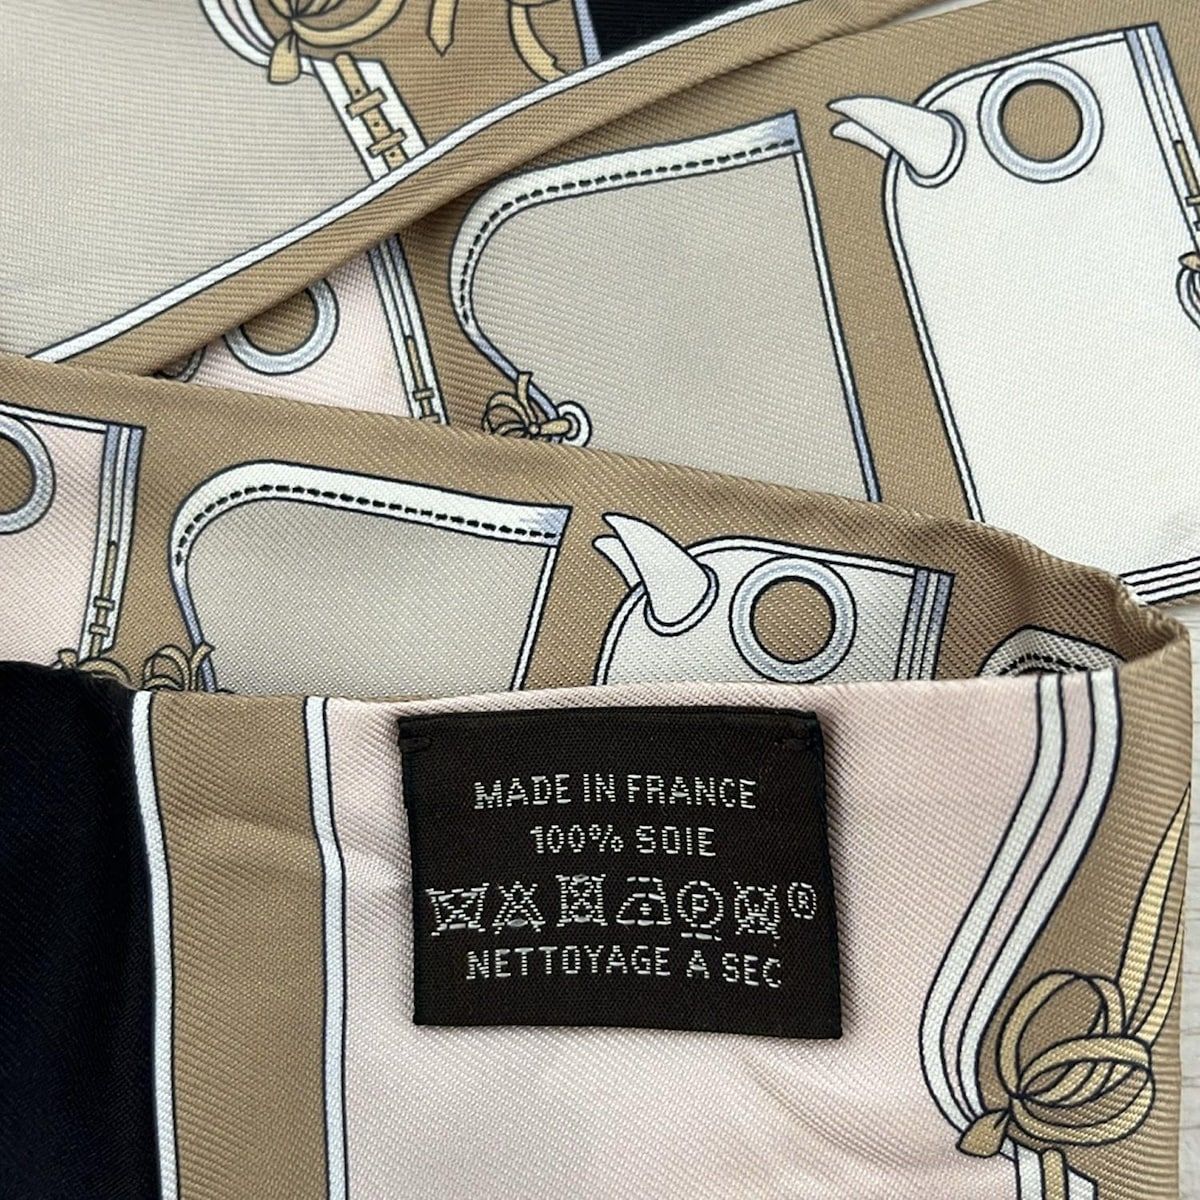 MADE IN FRANCE
100% SOIE
P W ®
NETTOYAGE A SEC